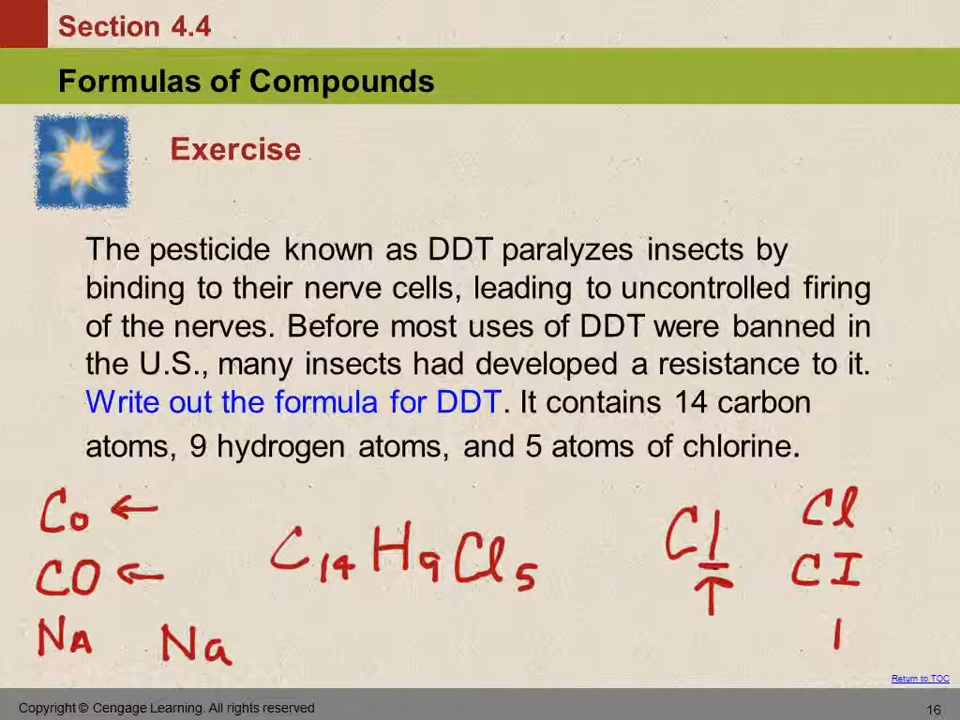 Section 4.4
Formulas of Compounds
Exercise
The pesticide known as DDT paralyzes insects by
binding to their nerve cells, leading to uncontrolled firing
of the nerves. Before most uses of DDT were banned in
the U.S., many insects had developed a resistance to it.
Write out the formula for DDT. It contains 14 carbon
atoms, 9 hydrogen atoms, and 5 atoms of chlorine.
Co ←
CO ←
NA Na
C₁₄H₉Cl₅
Cl
↑
Cl
CI
I
Return to TOC
Copyright © Cengage Learning. All rights reserved
16